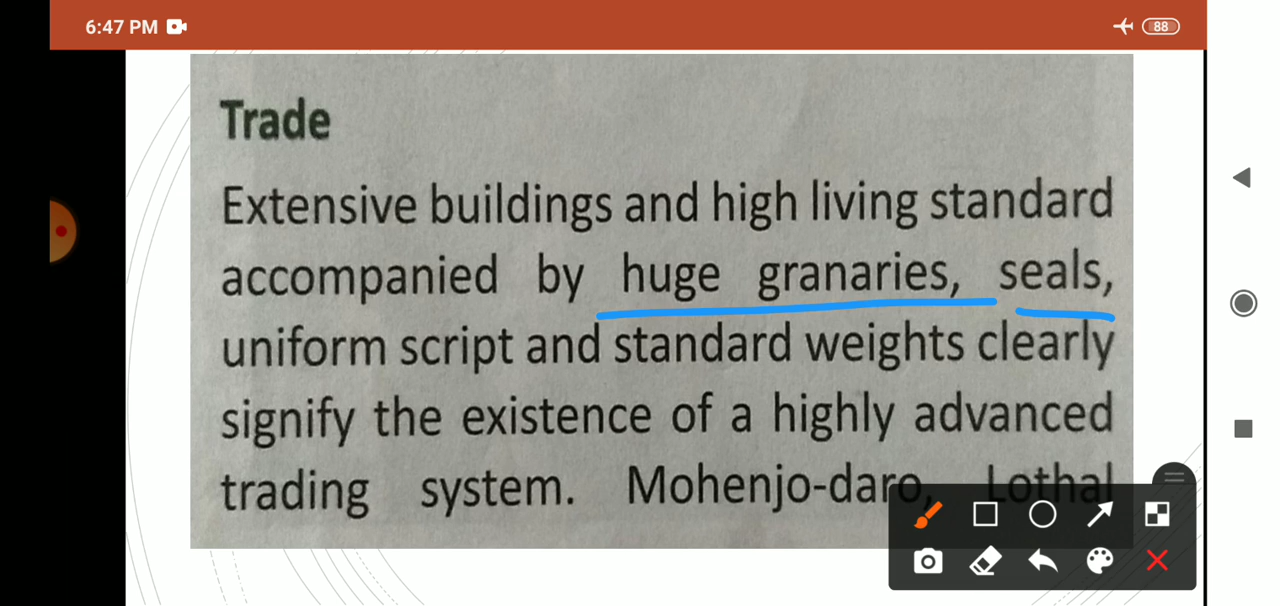 6:47 PM
88
Trade
Extensive buildings and high living standard
accompanied by huge granaries, seals,
uniform script and standard weights clearly
signify the existence of a highly advanced
trading system. Mohenjo-daro, Lothal